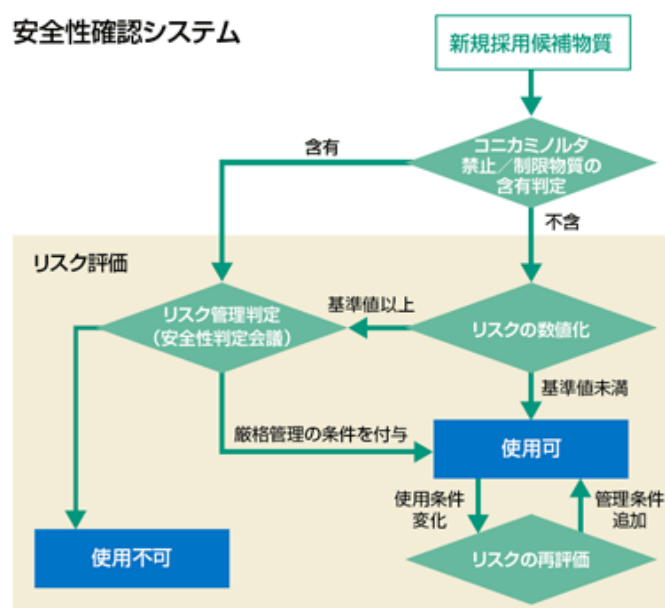 安全性確認システム
新規採用候補物質
コニカミノルタ
禁止／制限物質の
含有判定
含有
不含
リスク評価
リスク管理判定
（安全性判定会議）
基準値以上
リスクの数値化
基準値未満
厳格管理の条件を付与
使用可
使用条件
変化
管理条件
追加
使用不可
リスクの再評価